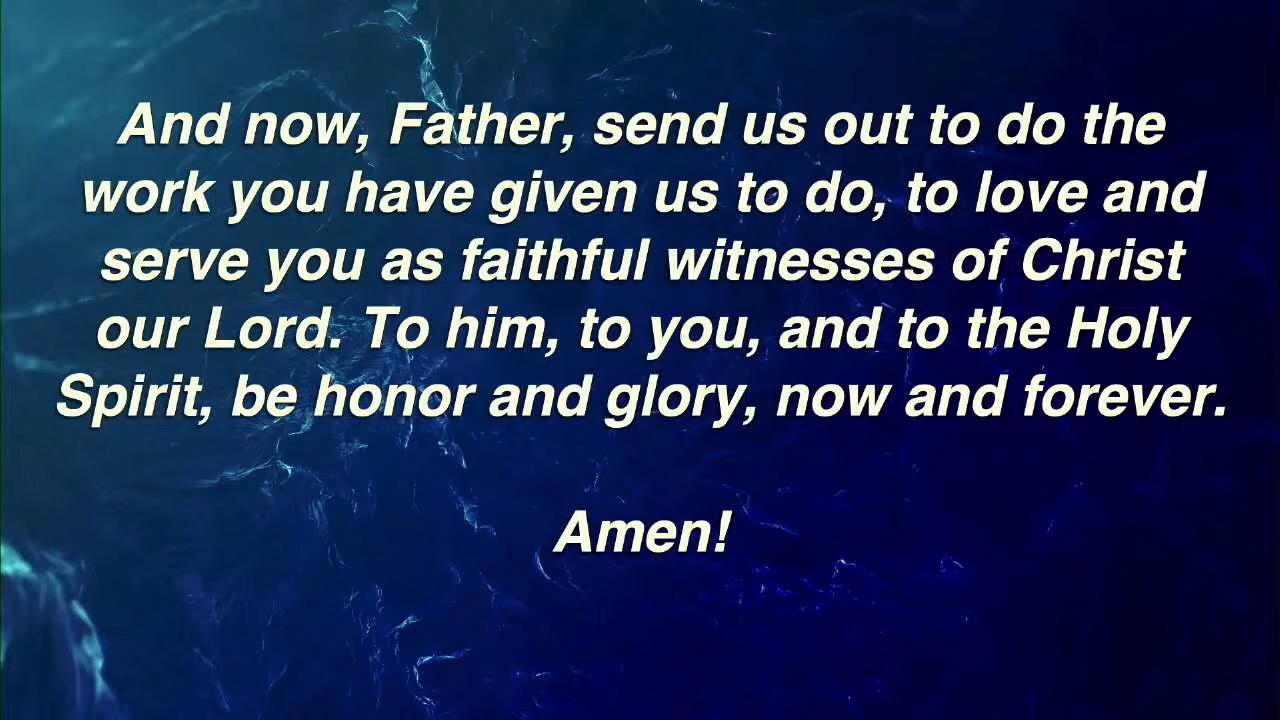 And now, Father, send us out to do the
work you have given us to do, to love and
serve you as faithful witnesses of Christ
our Lord. To him, to you, and to the Holy
Spirit, be honor and glory, now and forever.
Amen!